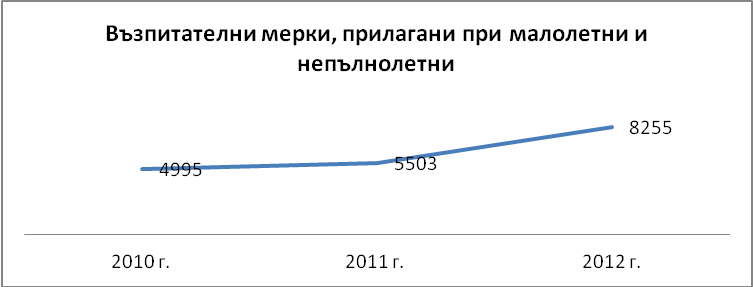 Възпитателни мерки, прилагани при малолетни и
непълнолетни
8255
5503
4995
2010 г.
2011 г.
2012 г.